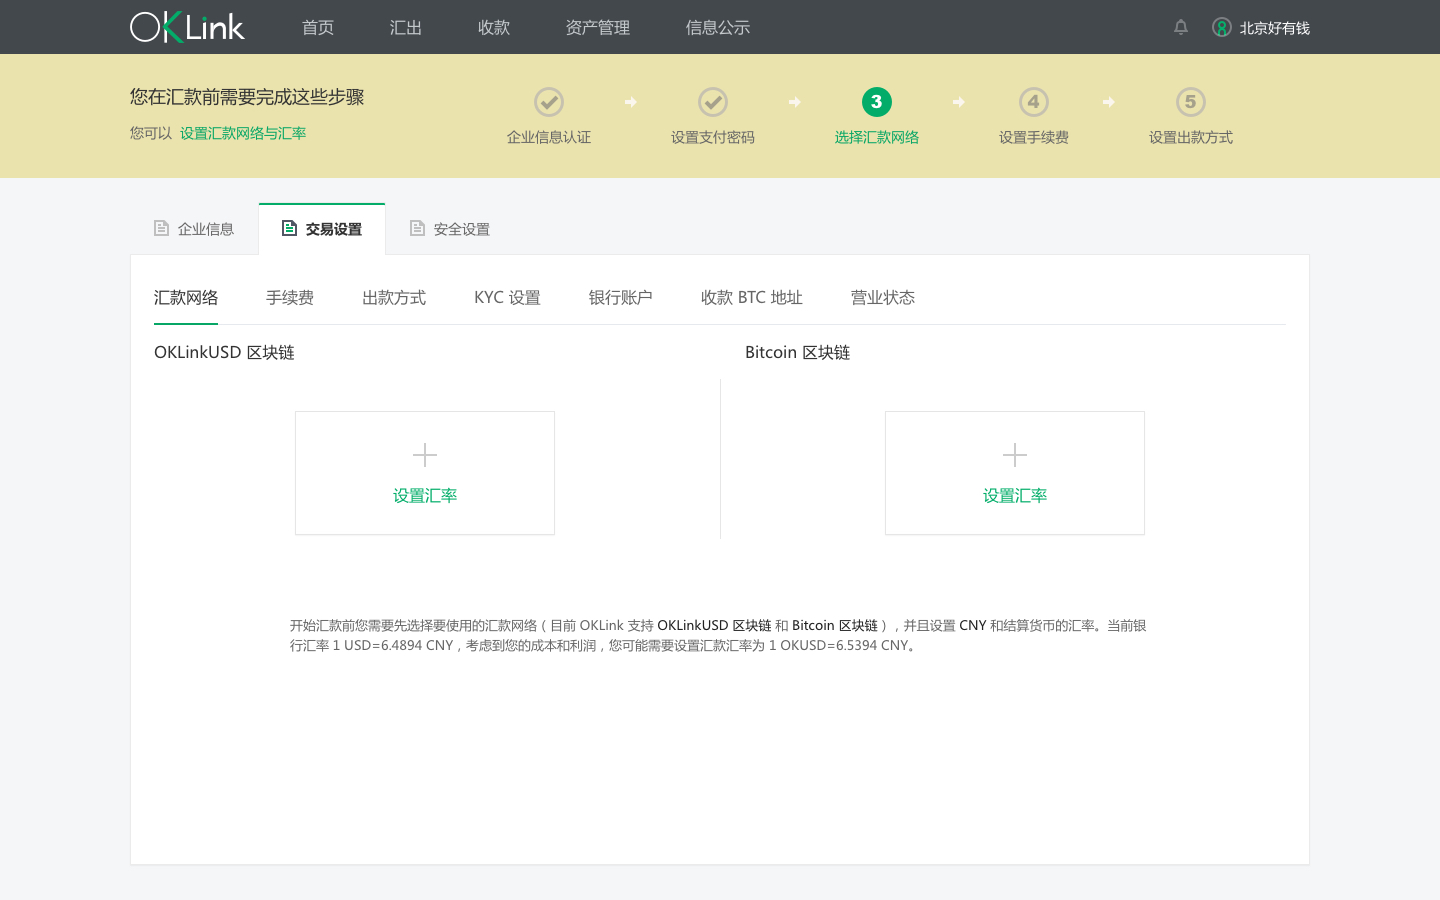 OKLink 首页 汇出 收款 资产管理 信息公示 北京好有钱
您在汇款前需要完成这些步骤
您可以 设置汇款网络与汇率
3 4 5
企业信息认证 设置支付密码 选择汇款网络 设置手续费 设置出款方式
企业信息 交易设置 安全设置
汇款网络 手续费 出款方式 KYC 设置 银行账户 收款 BTC 地址 营业状态
OKLinkUSD 区块链 Bitcoin 区块链
设置汇率 设置汇率
开始汇款前您需要先选择要使用的汇款网络（目前 OKLink 支持 OKLinkUSD 区块链 和 Bitcoin 区块链），并且设置 CNY 和结算货币的汇率。当前银
行汇率 1 USD=6.4894 CNY，考虑到您的成本和利润，您可能需要设置汇款汇率为 1 OKUSD=6.5394 CNY。